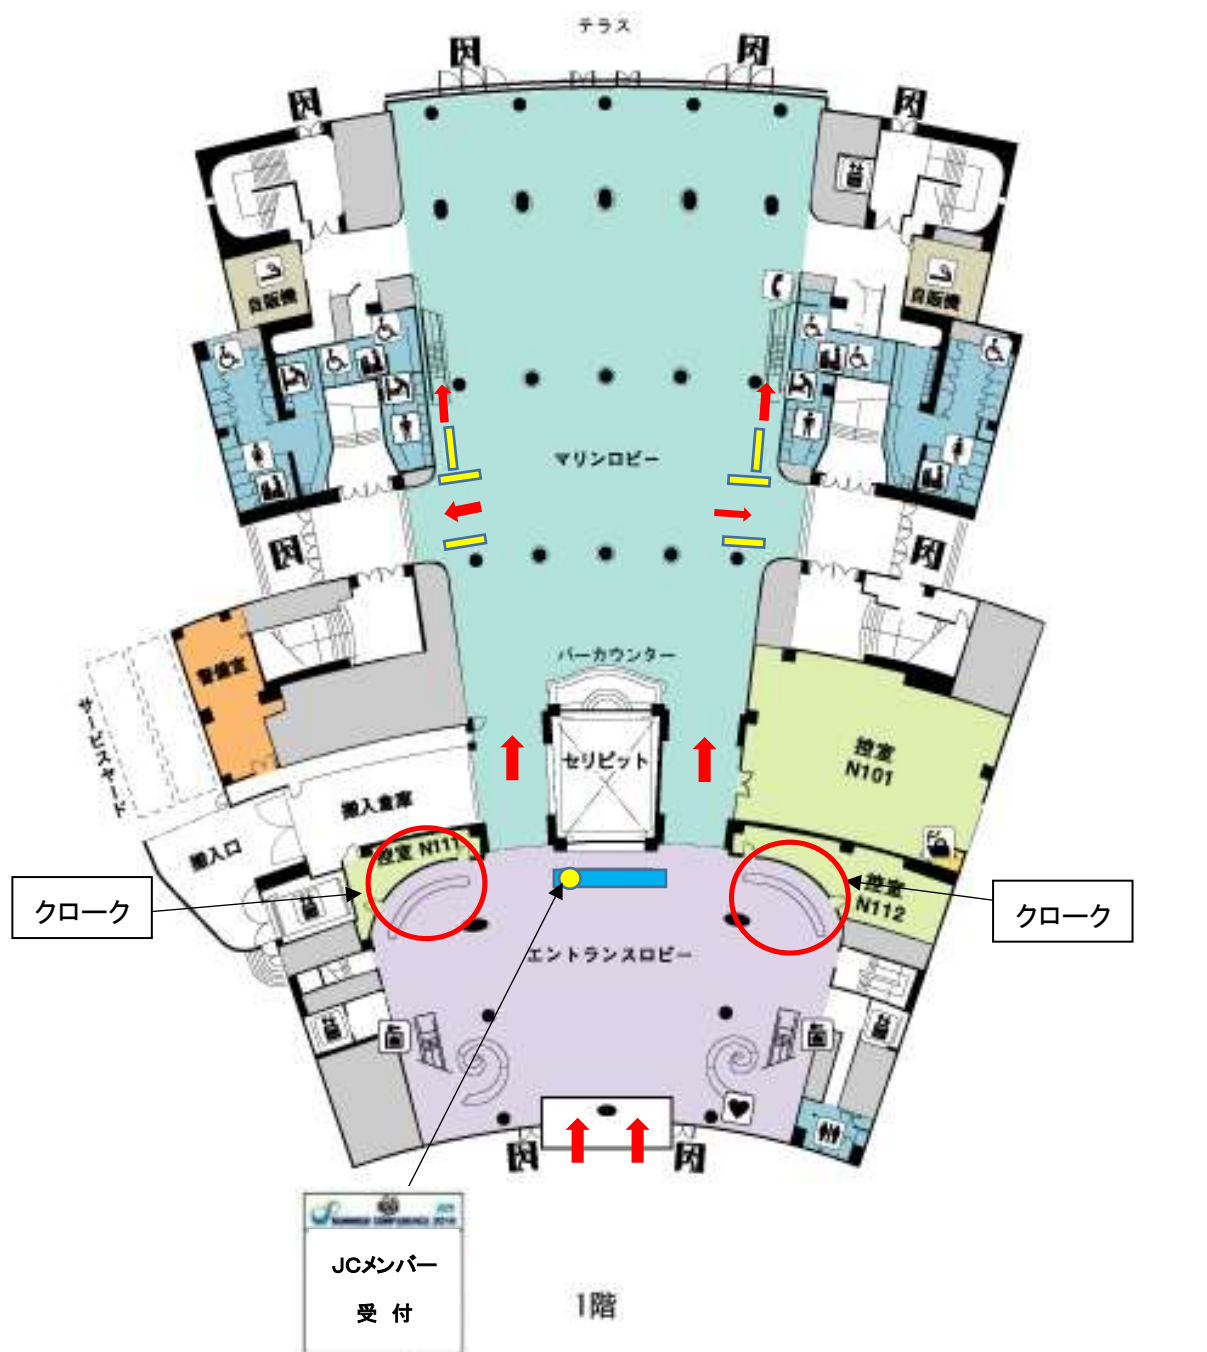 テラス
自販機
自販機
マリンロビー
バーカウンター
警備室
サービスヤード
セリピット
控室
N101
搬入倉庫
搬入口
控室 N111
控室
N112
クローク
クローク
エントランスロビー
SUMMER CONFERENCE 2016
JCメンバー
受 付
1階